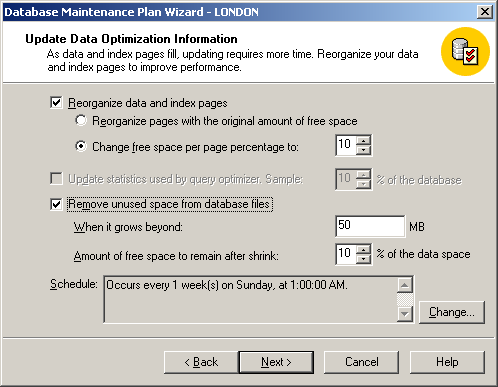 Database Maintenance Plan Wizard - LONDON
Update Data Optimization Information
As data and index pages fill, updating requires more time. Reorganize your data
and index pages to improve performance.
Reorganize data and index pages
Reorganize pages with the original amount of free space
Change free space per page percentage to: 10
Update statistics used by query optimizer. Sample: 10 % of the database
Remove unused space from database files
When it grows beyond: 50 MB
Amount of free space to remain after shrink: 10 % of the data space
Schedule: Occurs every 1 week(s) on Sunday, at 1:00:00 AM.
Change...
< Back Next > Cancel Help